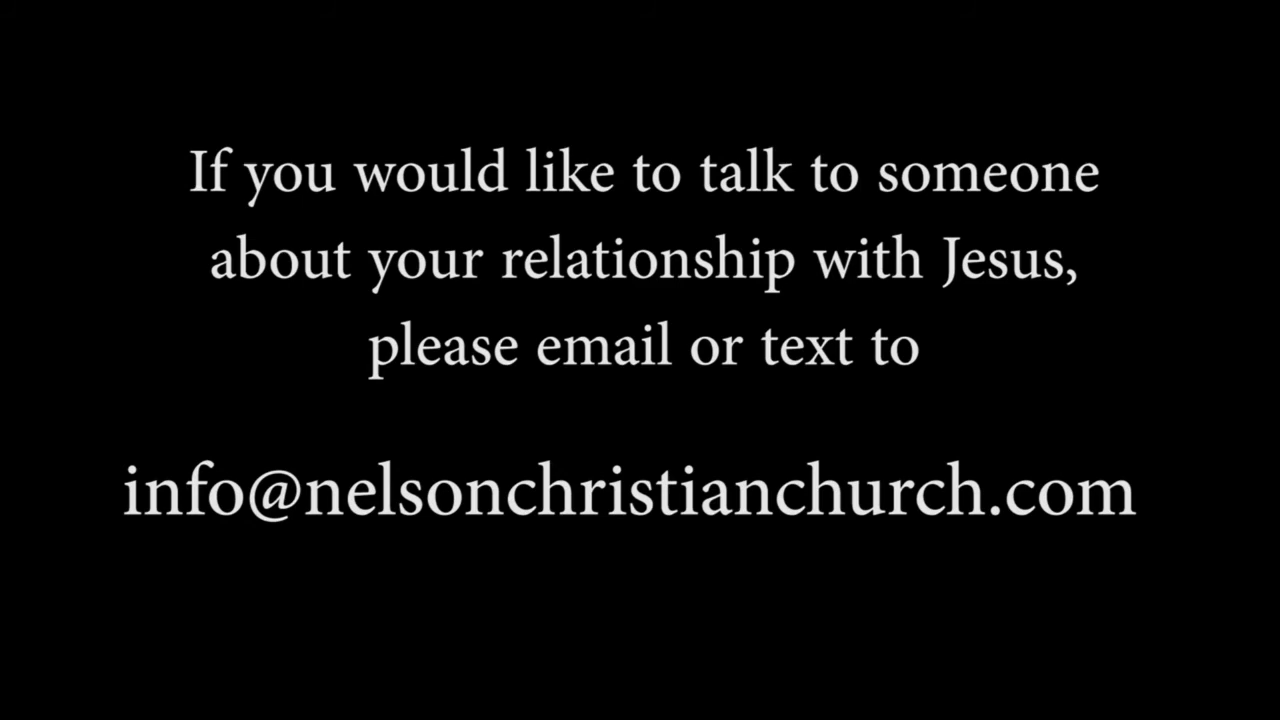 If you would like to talk to someone
about your relationship with Jesus,
please email or text to
info@nelsonchristianchurch.com